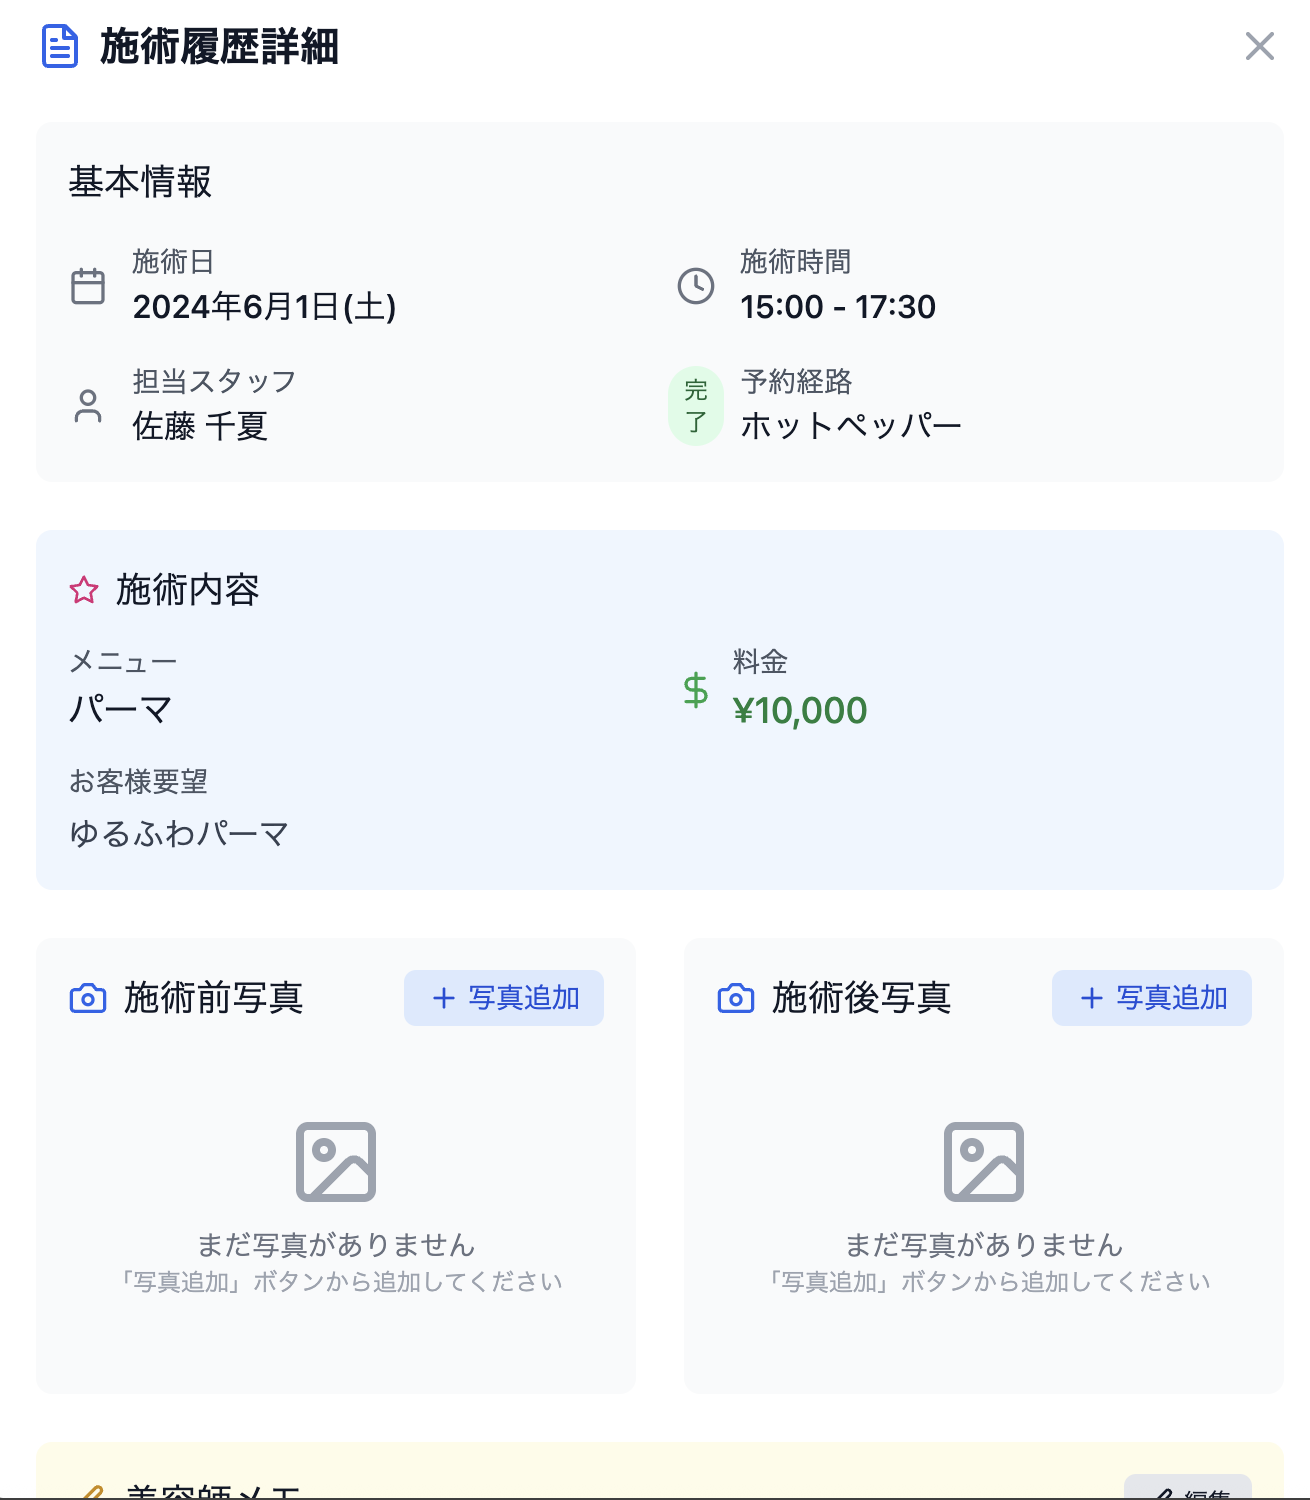 施術履歴詳細
基本情報
施術日
2024年6月1日(土)
施術時間
15:00 - 17:30
担当スタッフ
佐藤 千夏
完
了
予約経路
ホットペッパー
施術内容
メニュー
パーマ
料金
¥10,000
お客様要望
ゆるふわパーマ
施術前写真
写真追加
まだ写真がありません
「写真追加」ボタンから追加してください
施術後写真
写真追加
まだ写真がありません
「写真追加」ボタンから追加してください
美容師メモ
編集